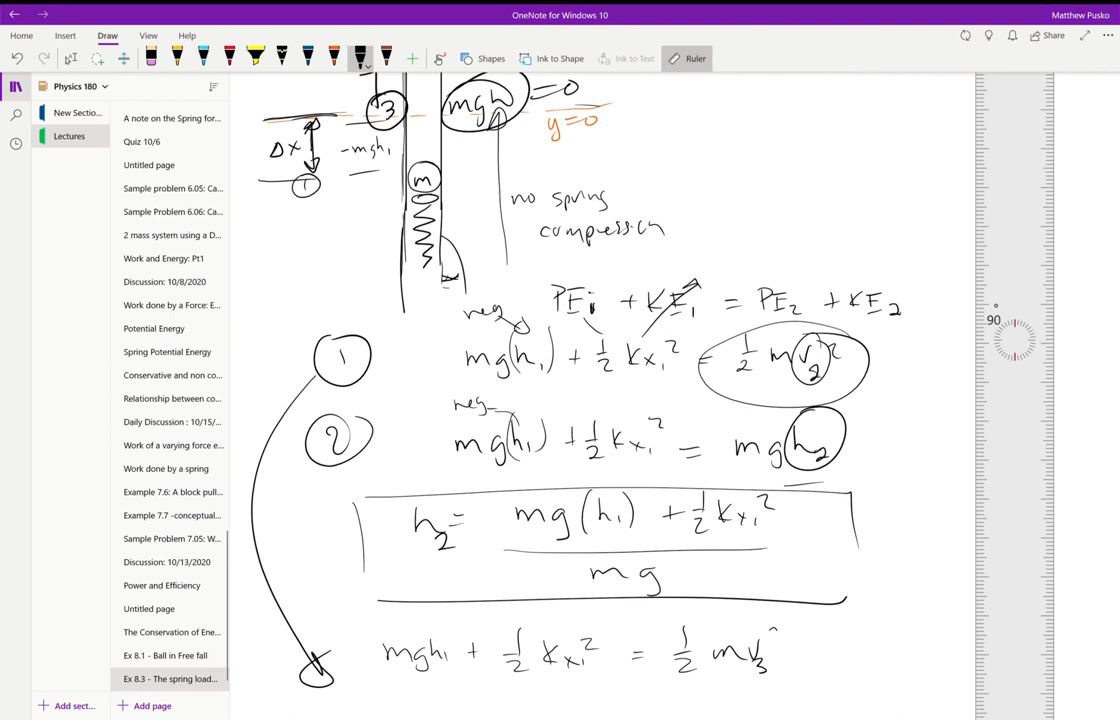 OneNote for Windows 10
Matthew Pusko
Home Insert Draw View Help
Share
Shapes
Ink to Shape
Ink to Text
Ruler
Physics 180
New Sectio...
Lectures
A note on the Spring for...
Quiz 10/6
Untitled page
Sample problem 6.05: Ca...
Sample Problem 6.06: Ca...
2 mass system using a D...
Work and Energy: Pt1
Discussion: 10/8/2020
Work done by a Force: E...
Potential Energy
Spring Potential Energy
Conservative and non co...
Relationship between co...
Daily Discussion : 10/15/...
Work of a varying force e...
Work done by a spring
Example 7.6: A block pull...
Example 7.7 -conceptual...
Sample Problem 7.05: W...
Discussion: 10/13/2020
Power and Efficiency
Untitled page
The Conservation of Ene...
Ex 8.1 - Ball in Free fall
Ex 8.3 - The spring load...
Add sect...
Add page
3
mgh = 0
y=0
Δx
-mgh₁
1
m
no spring
compression
PE₁ + KE₁ = PE₂ + KE₂
neg
1
mg(h₁) + ½ kx₁² = ½ mv₂²
neg
2
mg(h₁) + ½ kx₁² = mg h₂
h₂ = mg(h₁) + ½ kx₁²
mg
mgh₁ + ½ kx₁² = ½ mv₃²
90°